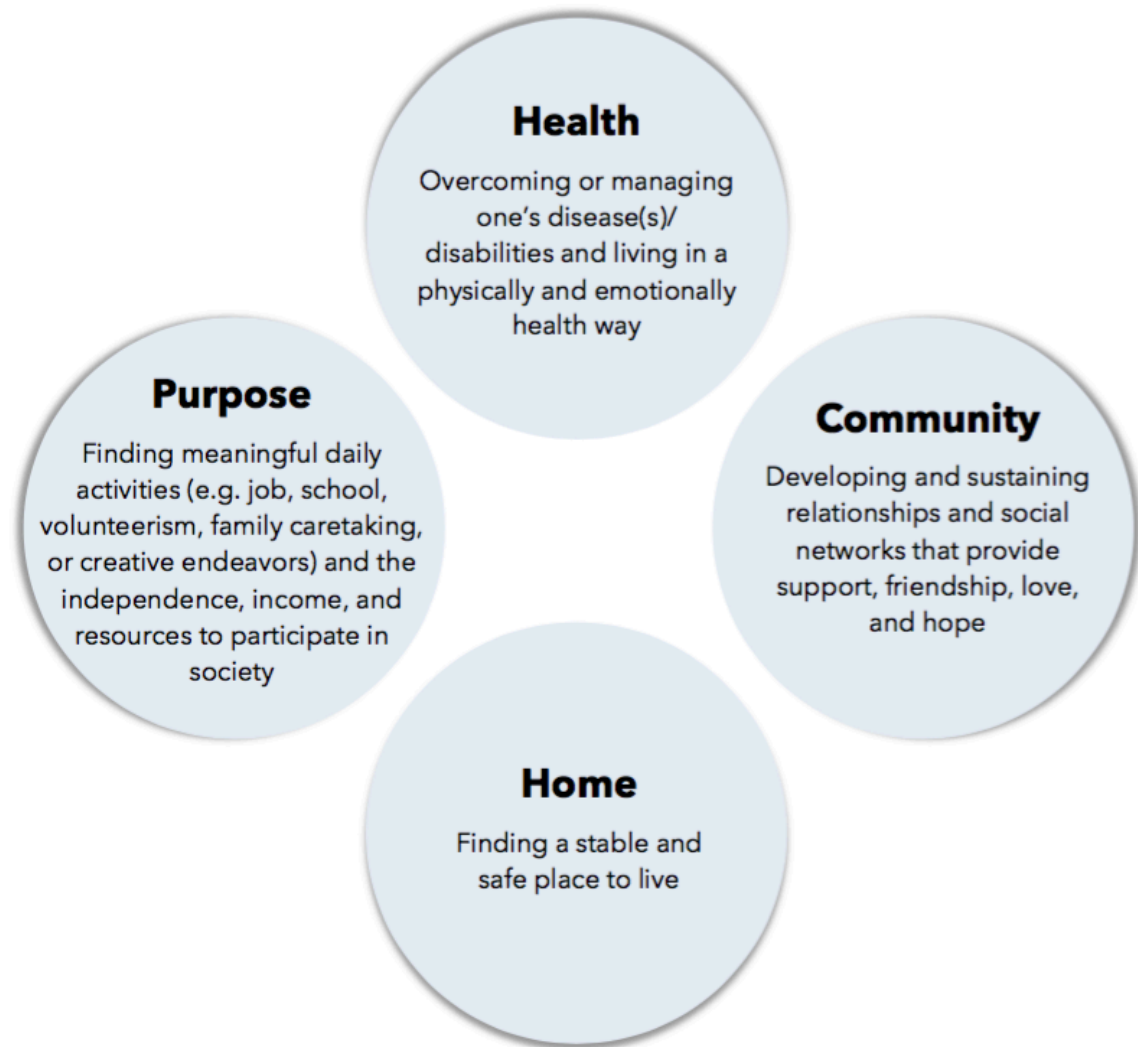 Health
Overcoming or managing
one’s disease(s)/
disabilities and living in a
physically and emotionally
health way
Purpose
Finding meaningful daily
activities (e.g. job, school,
volunteerism, family caretaking,
or creative endeavors) and the
independence, income, and
resources to participate in
society
Community
Developing and sustaining
relationships and social
networks that provide
support, friendship, love,
and hope
Home
Finding a stable and
safe place to live